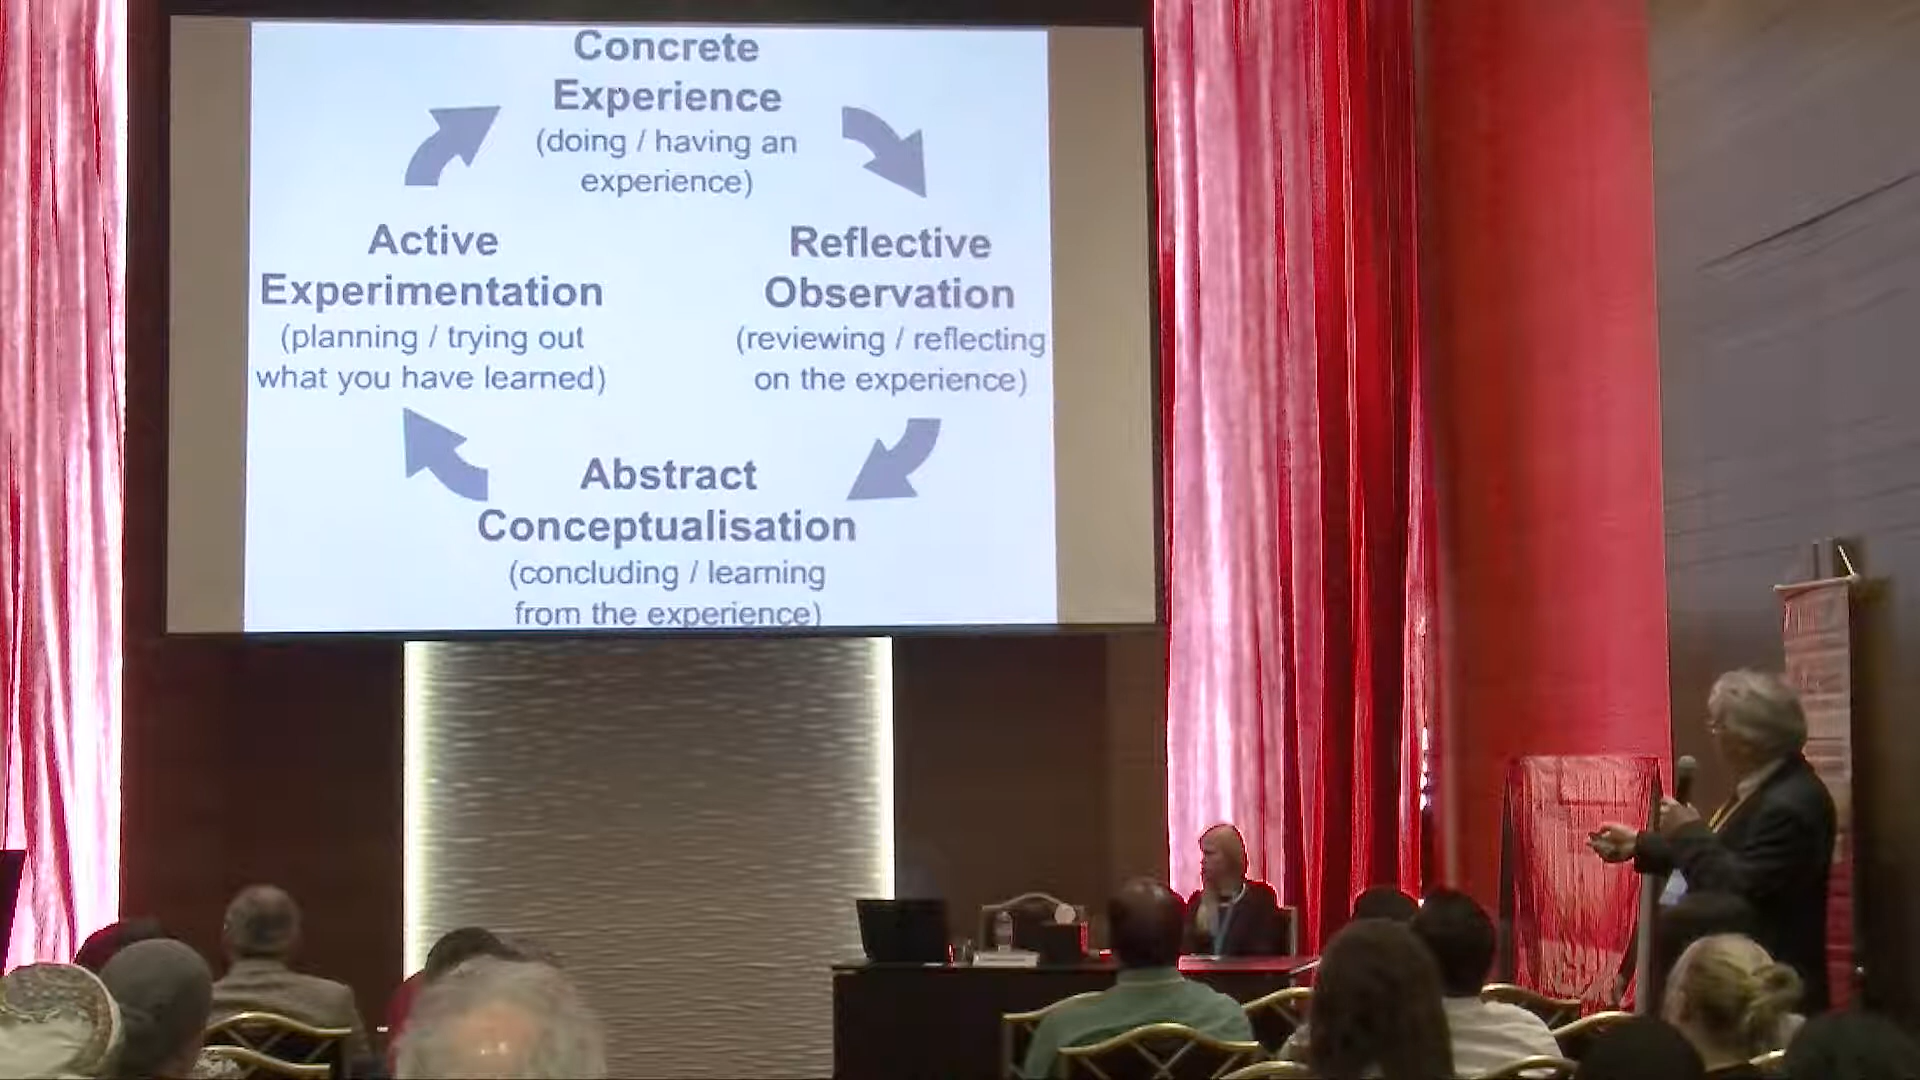 Concrete
Experience
(doing / having an
experience)
Reflective
Observation
(reviewing / reflecting
on the experience)
Abstract
Conceptualisation
(concluding / learning
from the experience)
Active
Experimentation
(planning / trying out
what you have learned)